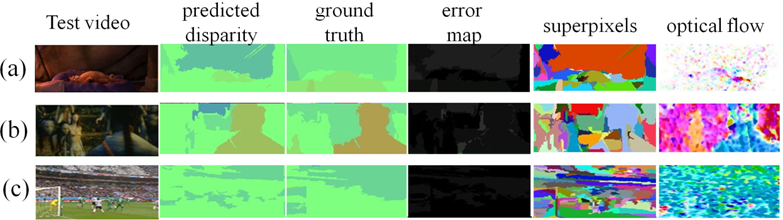 Test video
predicted disparity
ground truth
error map
superpixels
optical flow
(a)
(b)
(c)